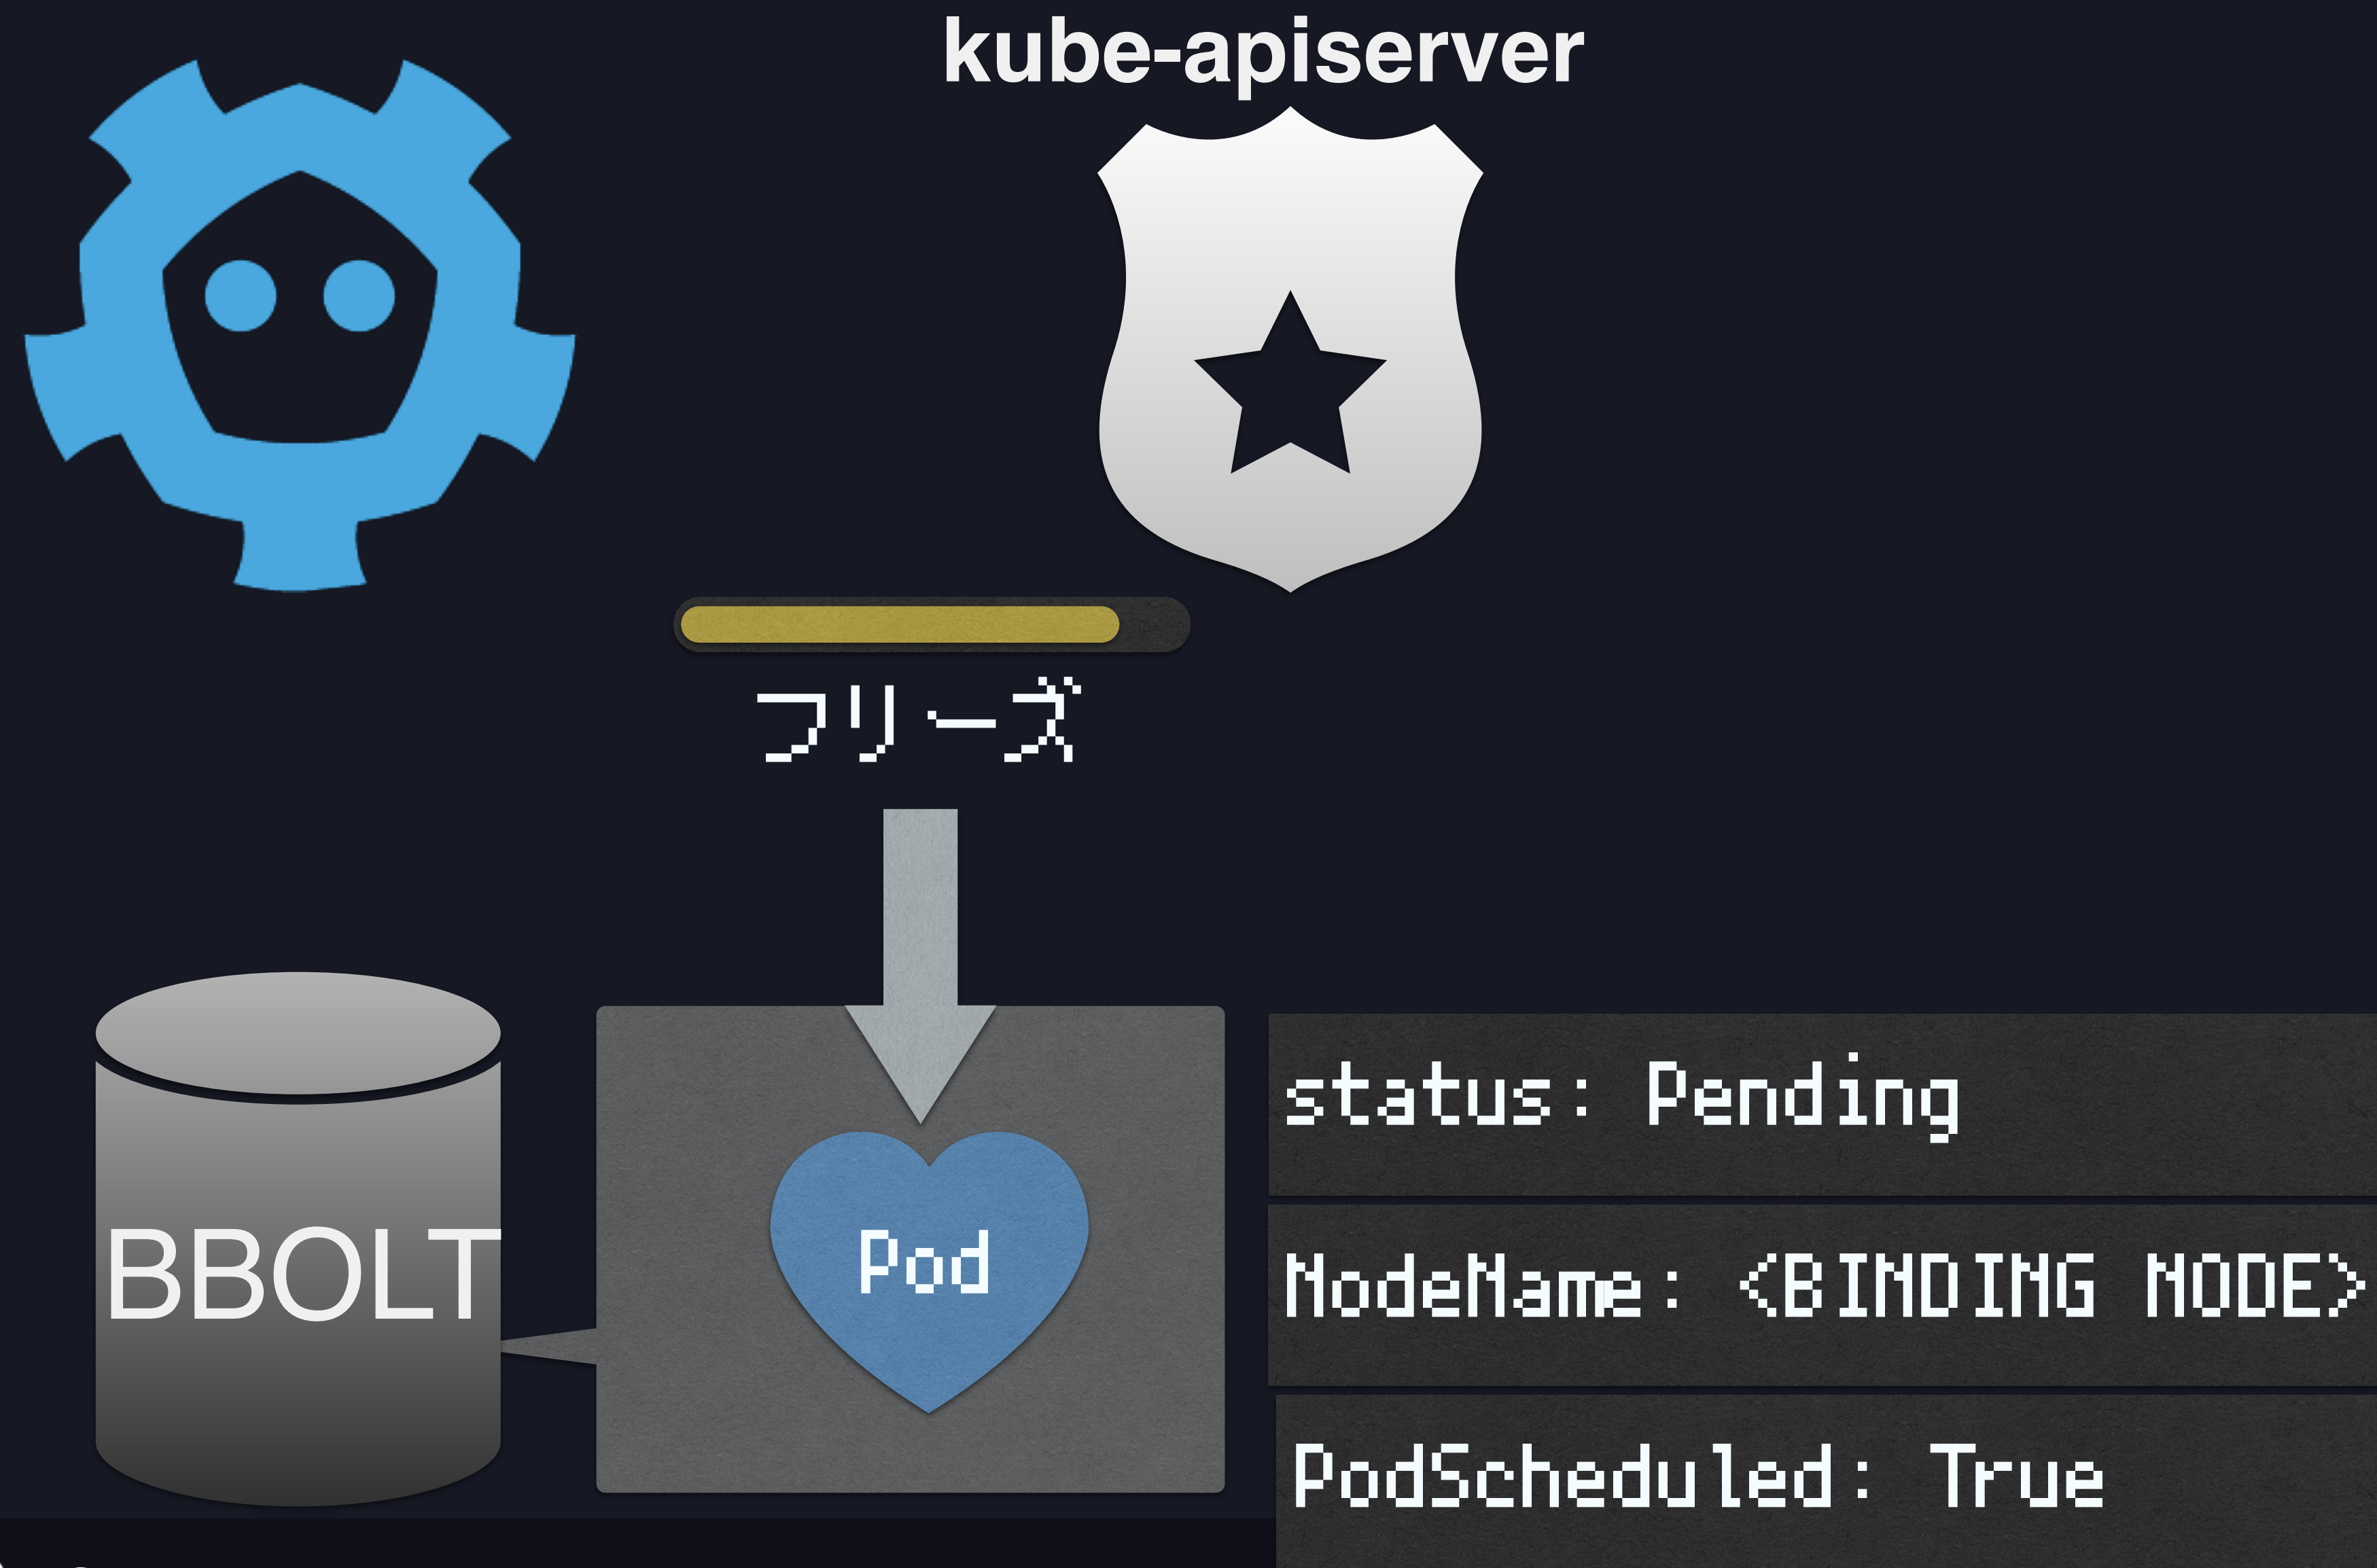 kube-apiserver
フリーズ
BBOLT
Pod
status: Pending
NodeName: <BINDING NODE>
PodScheduled: True